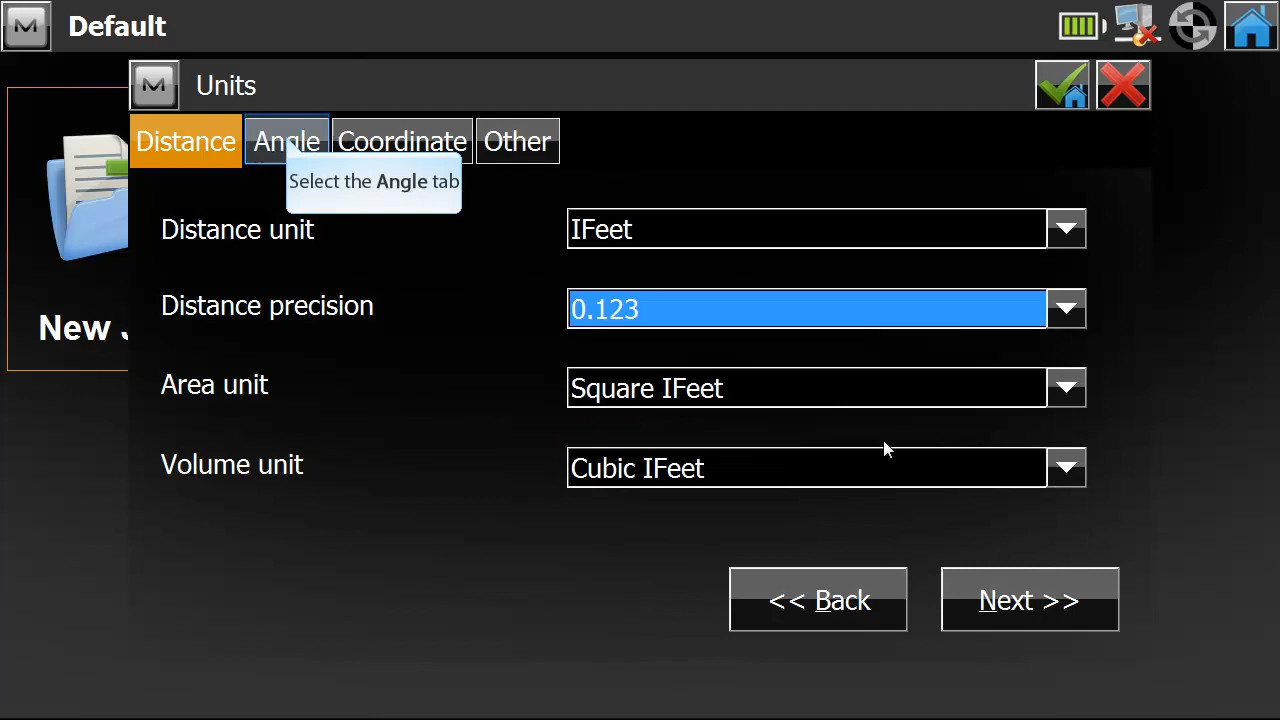 Default
Units
Distance Angle Coordinate Other
Select the Angle tab
Distance unit IFeet
Distance precision 0.123
New J
Area unit Square IFeet
Volume unit Cubic IFeet
<< Back Next >>